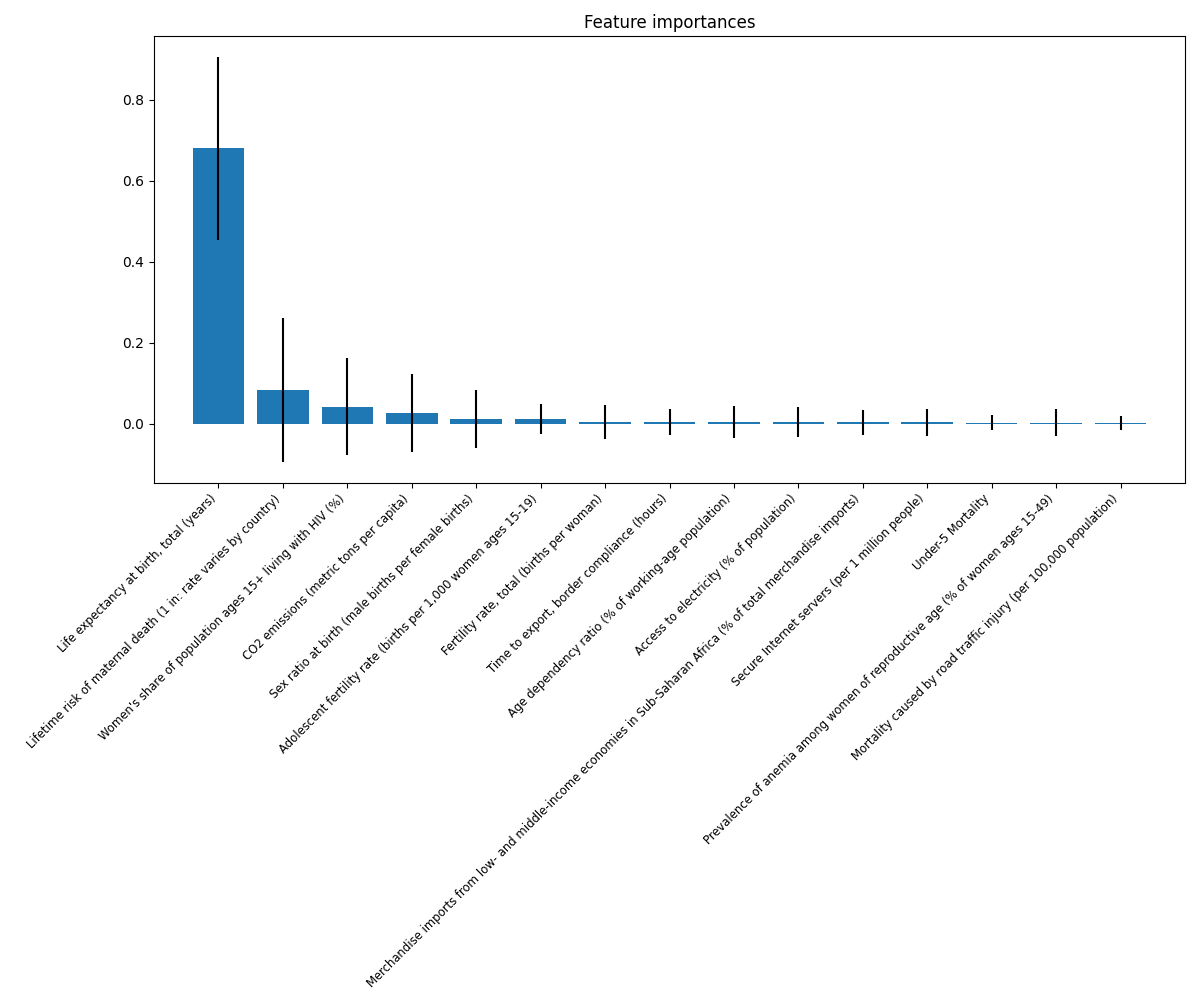 Feature importances
0.8
0.6
0.4
0.2
0.0
Life expectancy at birth, total (years)
Lifetime risk of maternal death (1 in: rate varies by country)
Women's share of population ages 15+ living with HIV (%)
CO2 emissions (metric tons per capita)
Sex ratio at birth (male births per female births)
Adolescent fertility rate (births per 1,000 women ages 15-19)
Fertility rate, total (births per woman)
Time to export, border compliance (hours)
Age dependency ratio (% of working-age population)
Access to electricity (% of population)
Merchandise imports from low- and middle-income economies in Sub-Saharan Africa (% of total merchandise imports)
Secure Internet servers (per 1 million people)
Under-5 Mortality
Prevalence of anemia among women of reproductive age (% of women ages 15-49)
Mortality caused by road traffic injury (per 100,000 population)